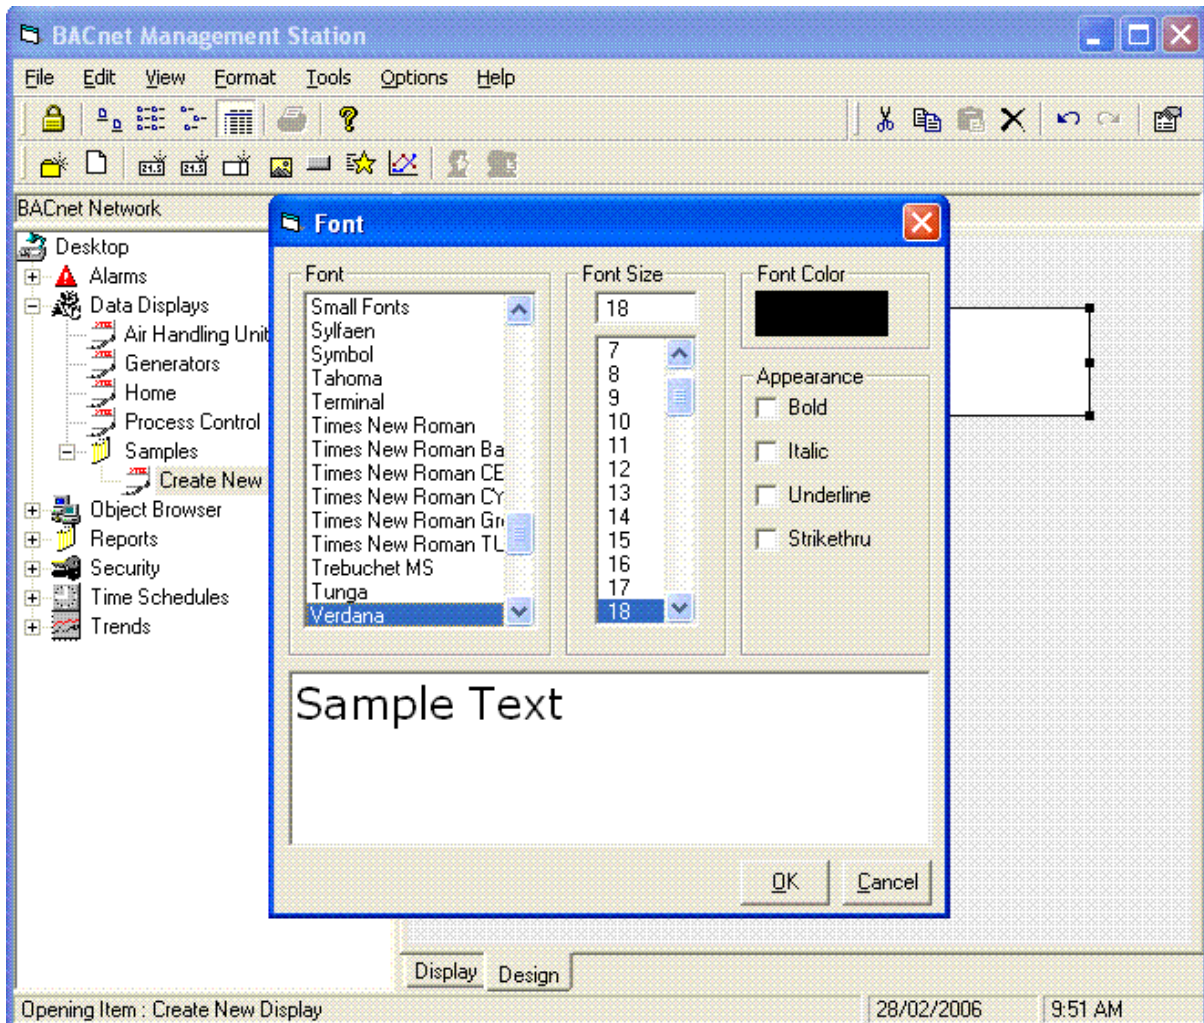 BACnet Management Station
File Edit View Format Tools Options Help
BACnet Network
Desktop
Alarms
Data Displays
Air Handling Unit
Generators
Home
Process Control
Samples
Create New
Object Browser
Reports
Security
Time Schedules
Trends
Font
Font
Small Fonts
Sylfaen
Symbol
Tahoma
Terminal
Times New Roman
Times New Roman Ba
Times New Roman CE
Times New Roman CY
Times New Roman Gr
Times New Roman TU
Trebuchet MS
Tunga
Verdana
Font Size
18
7
8
9
10
11
12
13
14
15
16
17
18
Font Color
Appearance
Bold
Italic
Underline
Strikethru
Sample Text
OK Cancel
Display Design
Opening Item : Create New Display 28/02/2006 9:51 AM